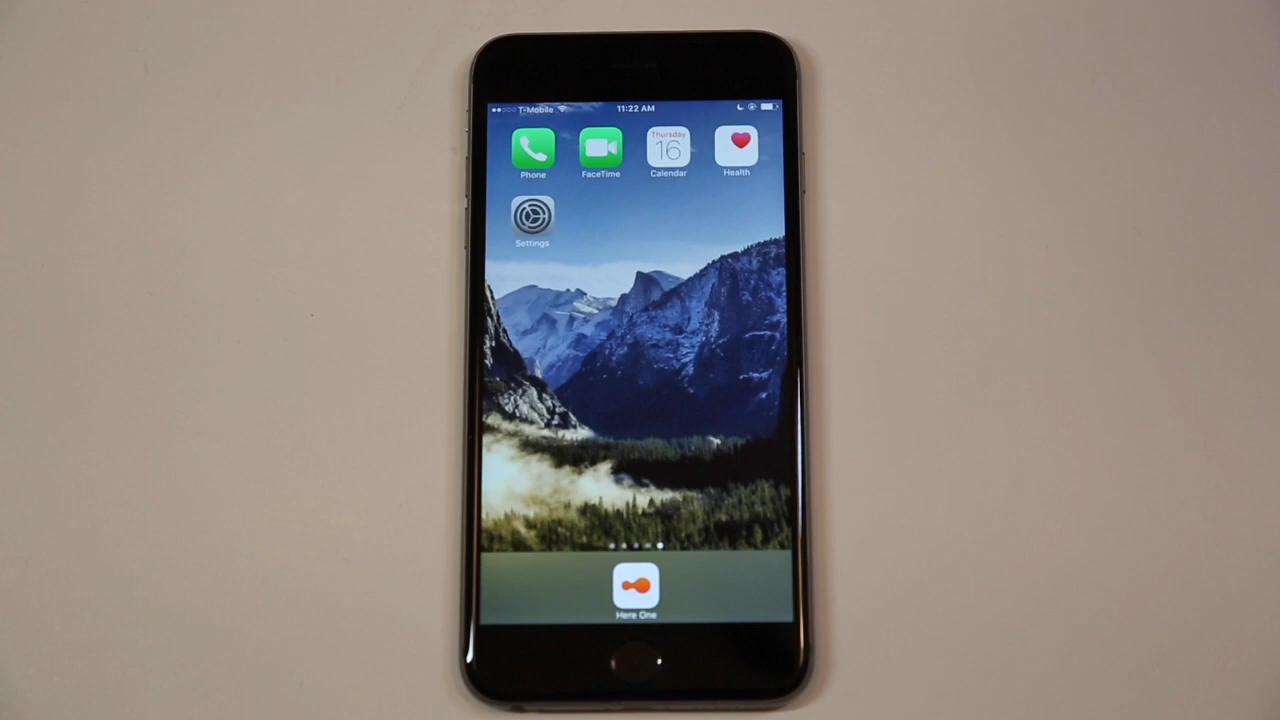 T-Mobile 11:22 AM
Thursday
16
Phone FaceTime Calendar Health
Settings
Here One